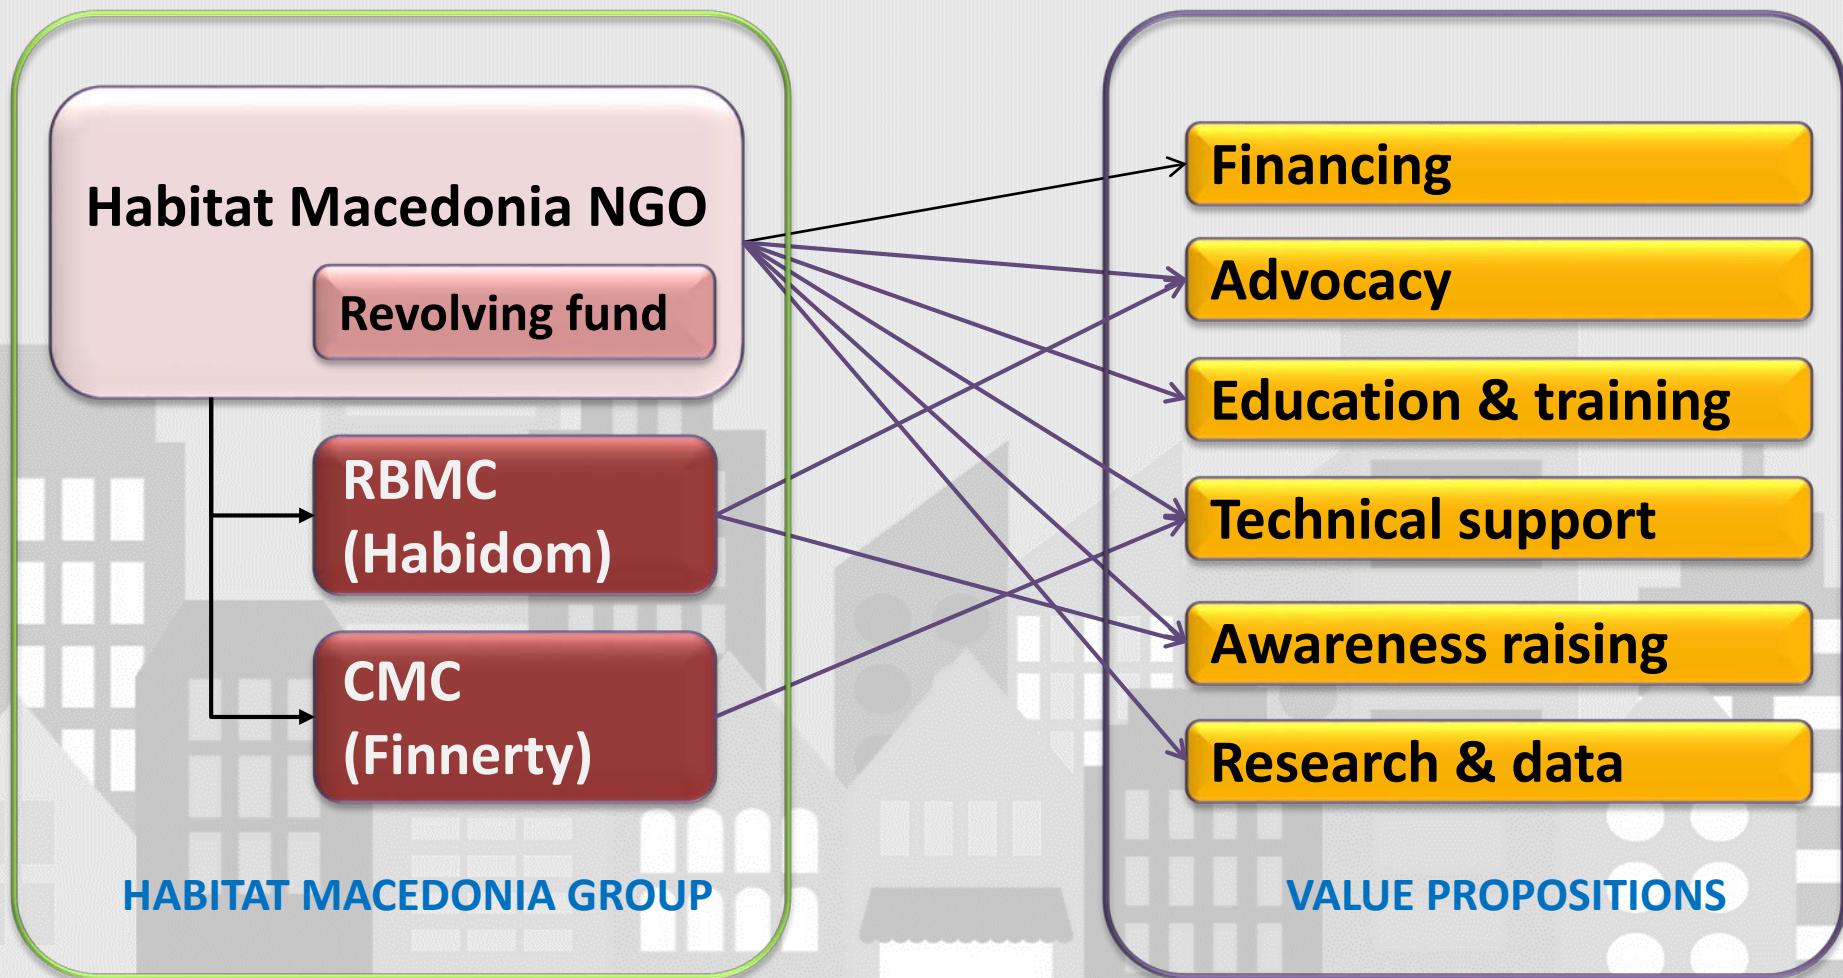 Habitat Macedonia NGO
Revolving fund
RBMC
(Habidom)
CMC
(Finnerty)
HABITAT MACEDONIA GROUP
Financing
Advocacy
Education & training
Technical support
Awareness raising
Research & data
VALUE PROPOSITIONS